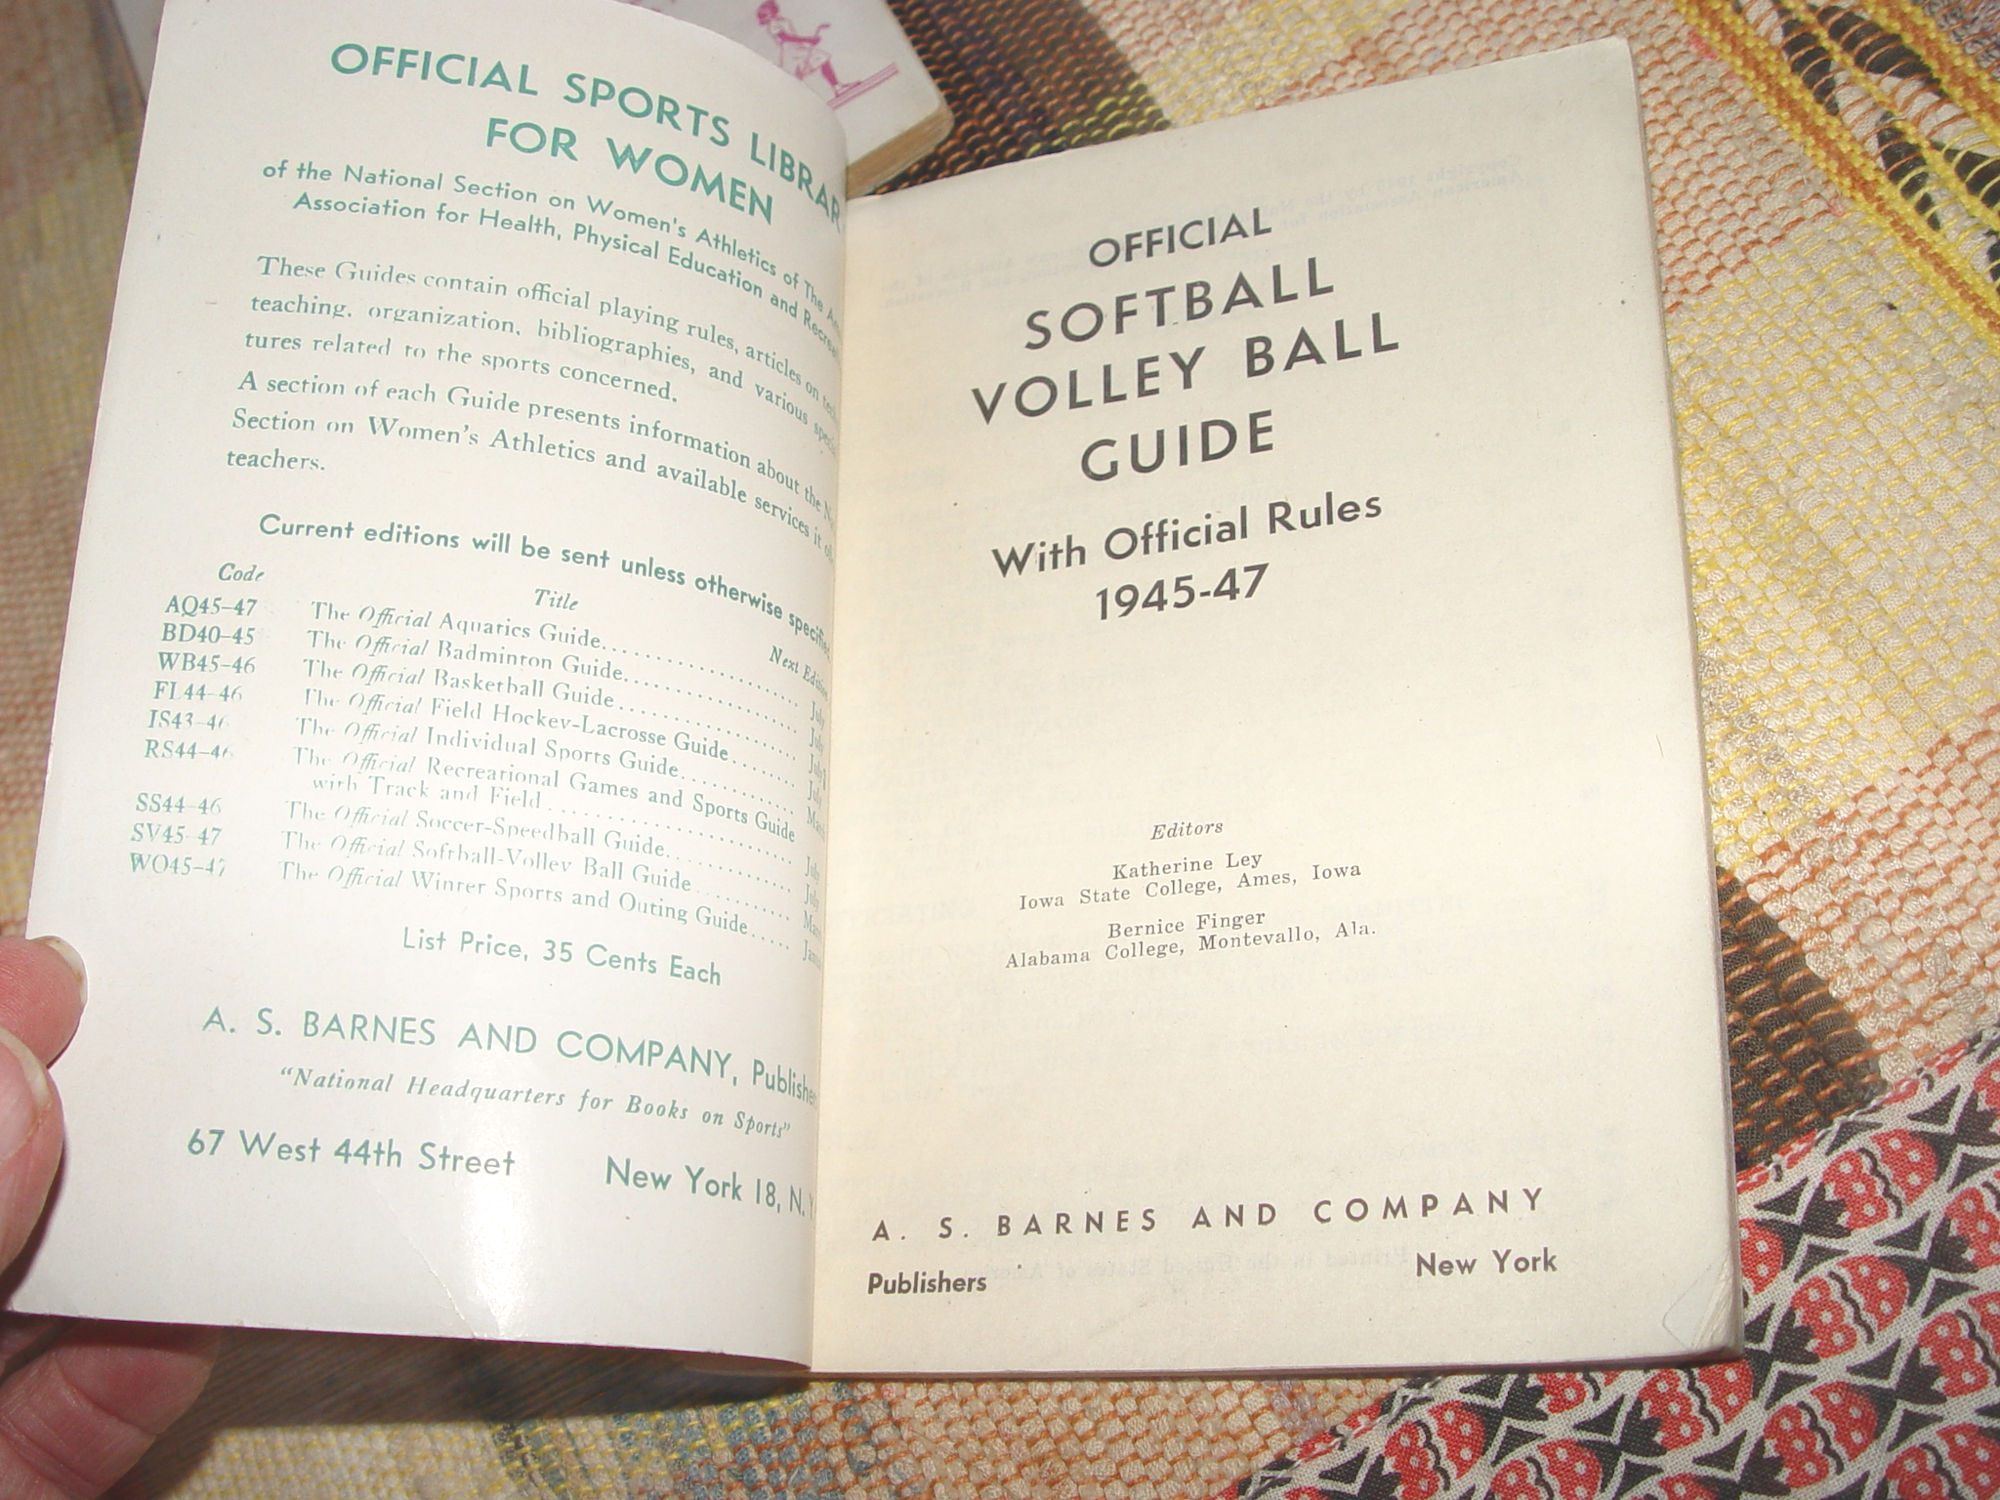 OFFICIAL SPORTS LIBRAR
FOR WOMEN
of the National Section on Women's Athletics of The
Association for Health, Physical Education and
These Guides contain official playing rules, articles on
teaching, organization, bibliographies, and various
tures related to the sports concerned.
A section of each Guide presents information about the
Section on Women's Athletics and available services it
teachers.
Current editions will be sent unless otherwise
Code Title Next
AQ45-47 The Official Aquatics Guide July
BD40-45 The Official Badminton Guide July
WB45-46 The Official Basketball Guide July
FL44-46 The Official Field Hockey-Lacrosse Guide July
IS43-46 The Official Individual Sports Guide
RS44-46 The Official Recreational Games and Sports Guide
with Track and Field
SS44-46 The Official Soccer-Speedball Guide July
SV45-47 The Official Softball-Volley Ball Guide
WO45-47 The Official Winter Sports and Outing Guide
List Price, 35 Cents Each
A. S. BARNES AND COMPANY,
"National Headquarters for Books on Sports"
67 West 44th Street New York 18, N.
OFFICIAL
SOFTBALL
VOLLEY BALL
GUIDE
With Official Rules
1945-47
Editors
Katherine Ley
Iowa State College, Ames, Iowa
Bernice Finger
Alabama College, Montevallo, Ala.
A. S. BARNES AND COMPANY
Publishers New York